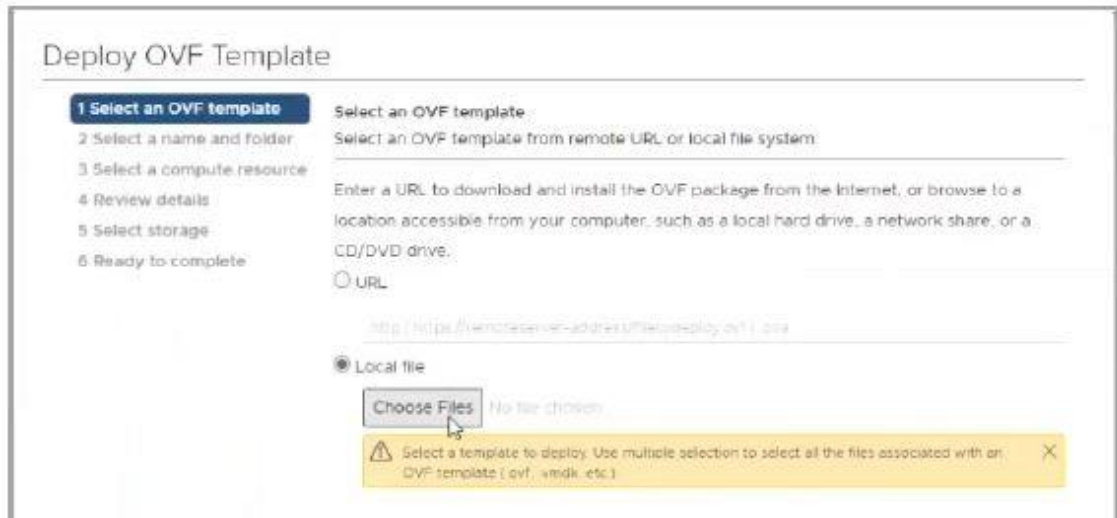 Deploy OVF Template
1 Select an OVF template
2 Select a name and folder
3 Select a compute resource
4 Review details
5 Select storage
6 Ready to complete
Select an OVF template
Select an OVF template from remote URL or local file system
Enter a URL to download and install the OVF package from the Internet, or browse to a
location accessible from your computer, such as a local hard drive, a network share, or a
CD/DVD drive.
URL
Local file
Choose Files No file chosen
Select a template to deploy. Use multiple selection to select all the files associated with an
OVF template (.ovf, .vmdk, etc.)